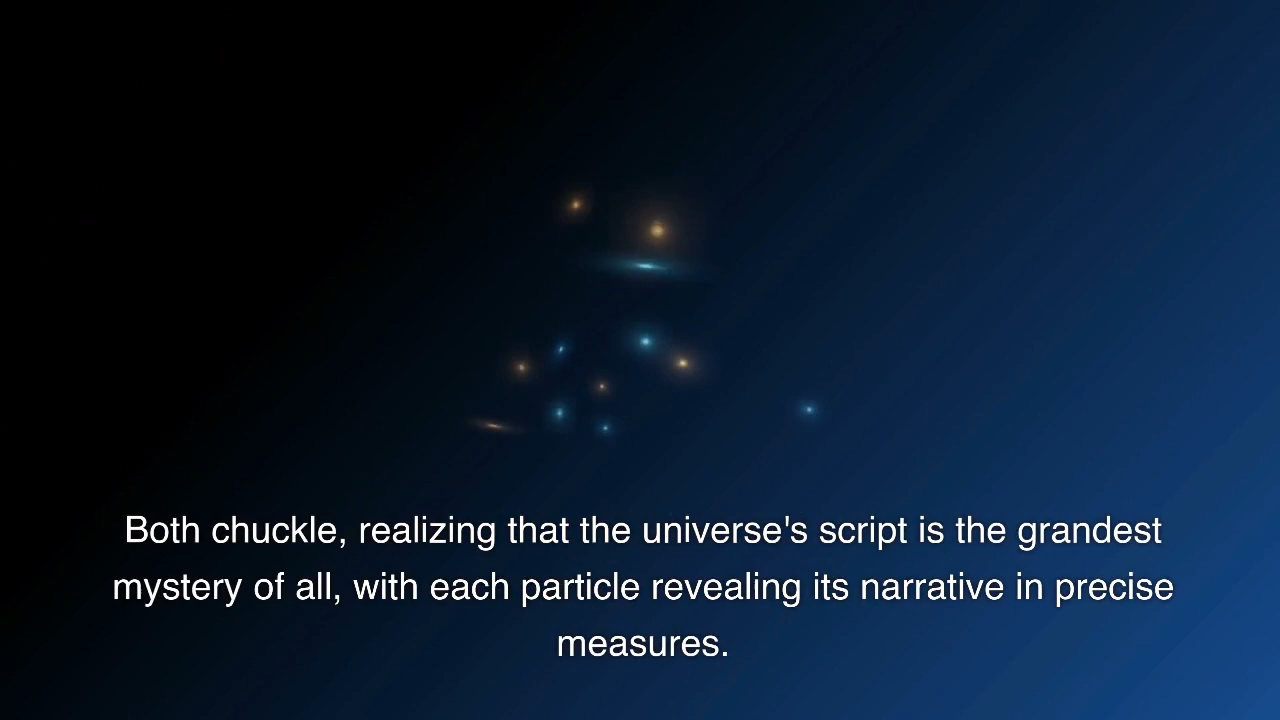 Both chuckle, realizing that the universe's script is the grandest
mystery of all, with each particle revealing its narrative in precise
measures.